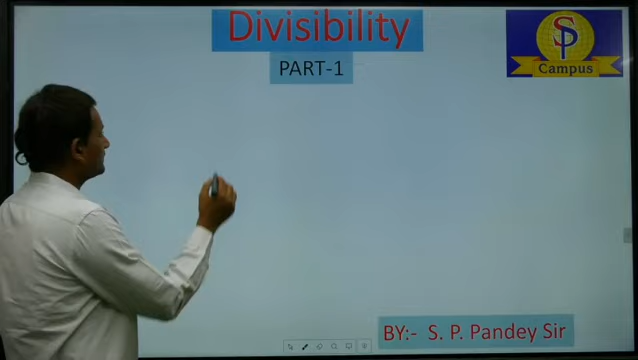 Divisibility
PART-1
SP
Campus
BY:- S. P. Pandey Sir